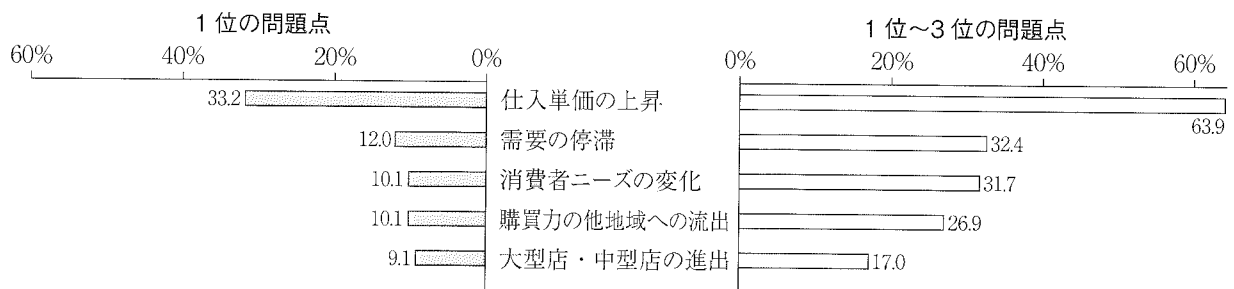 1位の問題点
60% 40% 20% 0%
33.2
12.0
10.1
10.1
9.1
仕入単価の上昇
需要の停滞
消費者ニーズの変化
購買力の他地域への流出
大型店・中型店の進出
1位～3位の問題点
0% 20% 40% 60%
63.9
32.4
31.7
26.9
17.0